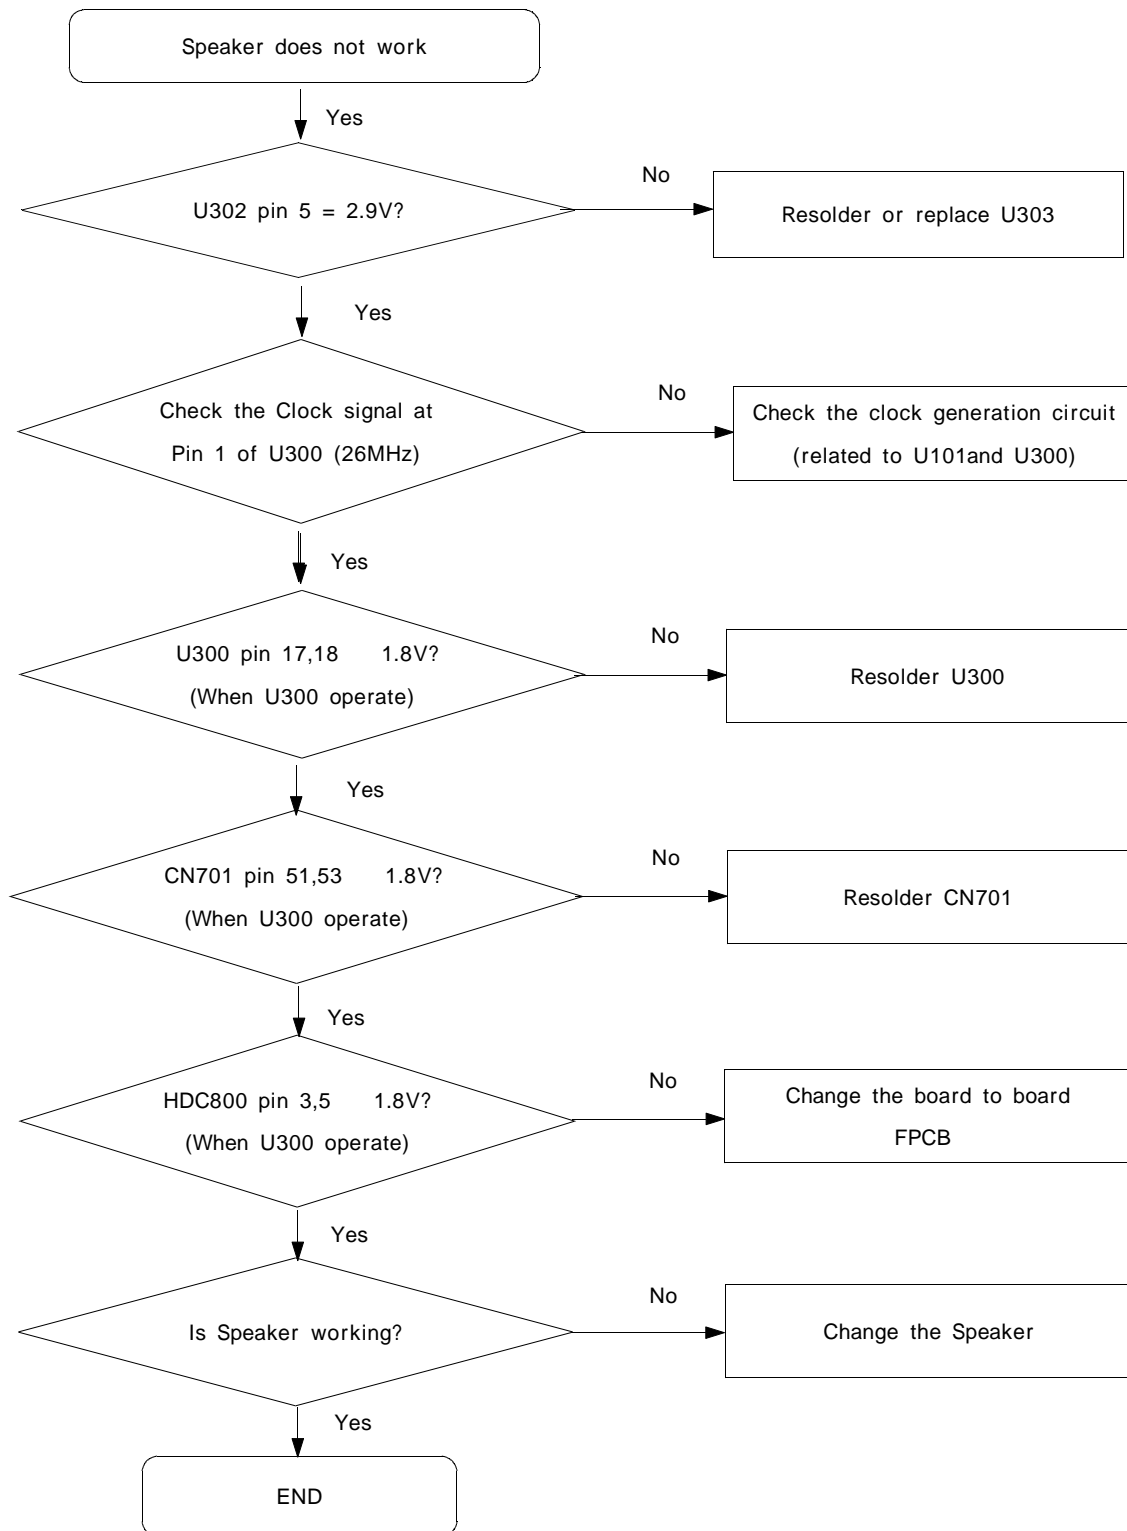 Speaker does not work
Yes
U302 pin 5 = 2.9V?
No
Resolder or replace U303
Yes
Check the Clock signal at
Pin 1 of U300 (26MHz)
No
Check the clock generation circuit
(related to U101and U300)
Yes
U300 pin 17,18 1.8V?
(When U300 operate)
No
Resolder U300
Yes
CN701 pin 51,53 1.8V?
(When U300 operate)
No
Resolder CN701
Yes
HDC800 pin 3,5 1.8V?
(When U300 operate)
No
Change the board to board
FPCB
Yes
Is Speaker working?
No
Change the Speaker
Yes
END